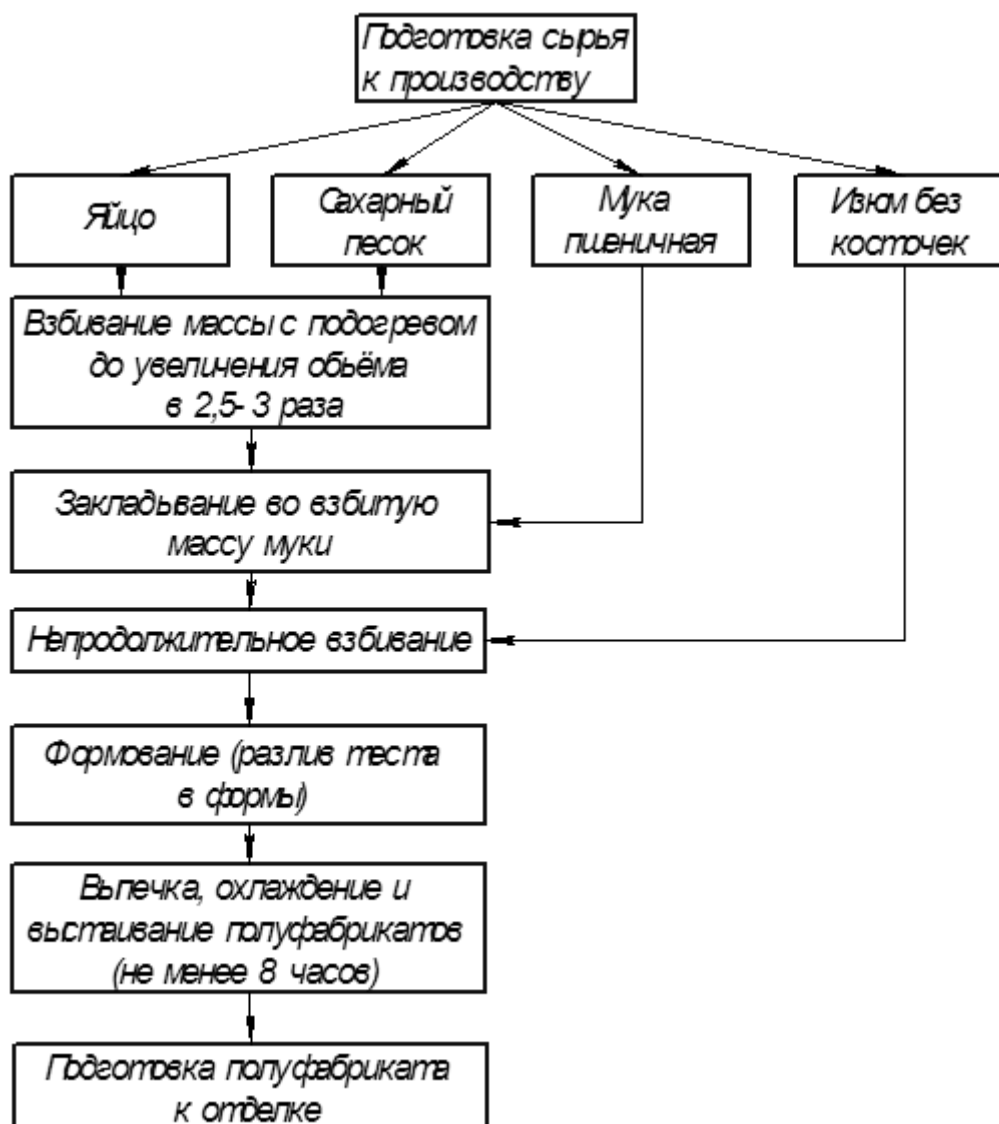 Подготовка сырья
к производству
Яйцо
Сахарный
песок
Мука
пшеничная
Изюм без
косточек
Взбивание массы с подогревом
до увеличения обьёма
в 2,5- 3 раза
Закладывание во взбитую
массу муки
Непродолжительное взбивание
Формование (разлив теста
в формы)
Выпечка, охлаждение и
выстаивание полуфабрикатов
(не менее 8 часов)
Подготовка полуфабриката
к отделке